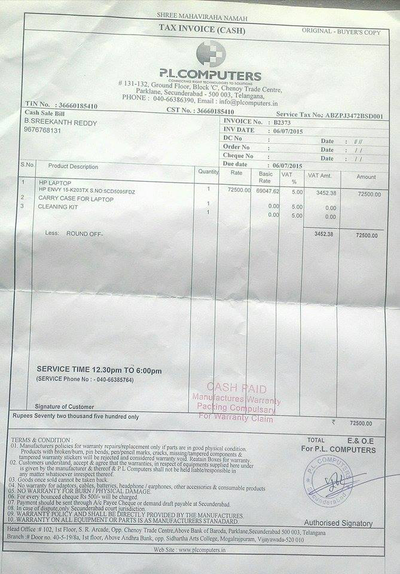 SHREE MAHAVIRAHA NAMAH
TAX INVOICE (CASH)
ORIGINAL - BUYER'S COPY
P.L.COMPUTERS
# 131-132, Ground Floor, Block 'C', Chenoy Trade Centre,
Parklane, Secunderabad - 500 003, Telangana,
PHONE : 040-66386390, Email : info@plcomputers.in
TIN No. : 36660185410
CST No. : 36660185410
Service Tax No: ABZPJ3472BSD001
Cash Sale Bill
B.SREEKANTH REDDY
9676768131
INVOICE No. : B2373
INV DATE : 06/07/2015
DC No : Date : / /
Order No : Date : / /
Cheque No : Date : / /
Due date : 06/07/2015
S.No Product Description Quantity Rate Basic Rate VAT % VAT Amt. Amount
1 HP LAPTOP 1 72500.00 69047.62 5.00 3452.38 72500.00
HP ENVY 15-K203TX S.NO 5CD5085FDZ
2 CARRY CASE FOR LAPTOP 1 0.00 5.00 0.00
3 CLEANING KIT 1 0.00 5.00 0.00
Less: ROUND OFF- 3452.38 72500.00
SERVICE TIME 12.30pm TO 6:00pm
(SERVICE Phone No : - 040-66385764)
CASH PAID
Manufactures Warranty
Packing Compulsary
For Warranty Claim
Signature of Customer
₹ 72500.00
Rupees Seventy two thousand five hundred only
TERMS & CONDITION :
TOTAL E.& O.E
For P.L. COMPUTERS
01. Manufacturers policies for warranty repairs/replacement only if parts are in good physical condition.
Products with broken/burn, pin bends, pen/pencil marks, cracks, missing/tampered components &
tampered warranty stickers will be rejected and considered warranty void. Rastan Boxes for warranty
02. Customers understand, accept & agree that the warranties, in respect of equipments supplied here under
is given by the manufacturer & thereof & P L Computers shall not be held liable/responsible in
any matter whatsoever thereof
03. Goods once sold cannot be taken back.
04. No warranty for adaptors, cables, batteries, headphone / earphones, other accessories & consumable products
05. NO WARRANTY FOR BURN / PHYSICAL DAMAGE.
06. For every bounced cheque Rs 500/- will be charged.
07. Payment should be sent through A/c Payee Cheque or demand draft payable at Secunderabad.
08. In case of dispute, only Secunderabad court jurisdiction.
09. WARRANTY POLICY AND SHALL BE DIRECTLY PROVIDED BY THE MANUFACTURES.
10. WARRANTY ON ALL EQUIPMENT OR PARTS IS AS MANUFACTURERS STANADARD.
Authorised Signatory
Head Office # 102, 1st Floor, S. R. Arcade, Opp. Chenoy Trade Centre, Above Bank of Baroda, Parklane, Secunderabad 500 003, Telangana
Branch # Door no. 40-5-19/8a, 1st floor, Above Andhra Bank, opp. Sidhartha Arts College, Mogalrajpuram, Vijayawada-520 010
Web Site : www.plcomputers.in